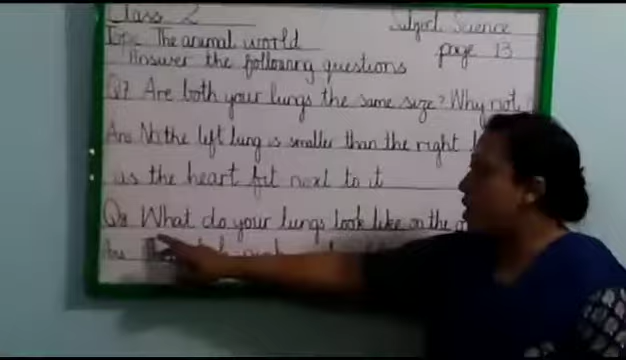 Class 2 Subject Science
Topic The animal world page 13
Answer the following questions
Q7 Are both your lungs the same size? Why not
Ans No the left lung is smaller than the right
as the heart fit next to it
Q8 What do your lungs look like on the
Ans